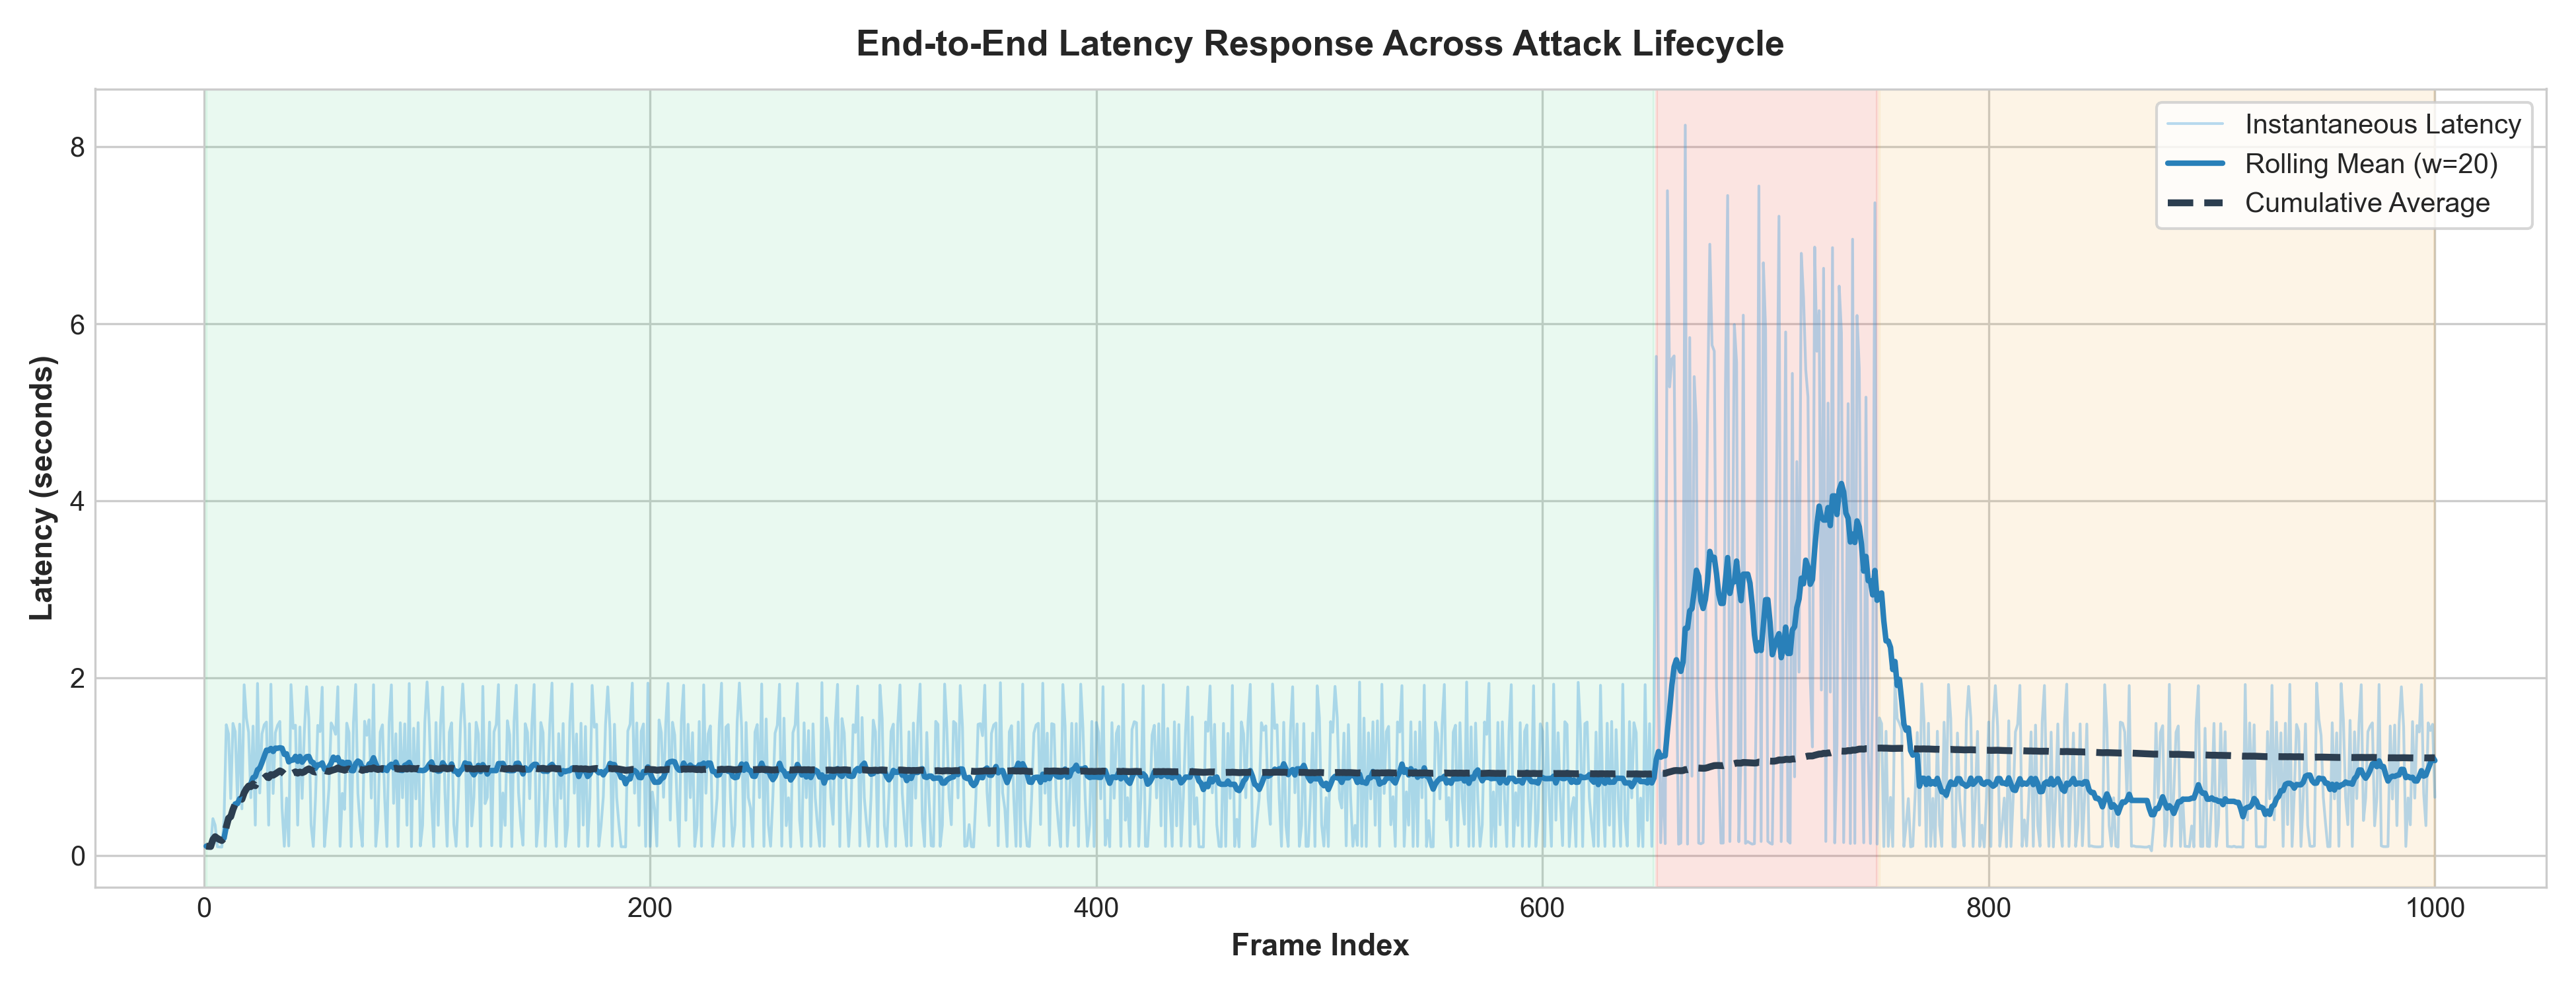 End-to-End Latency Response Across Attack Lifecycle
Instantaneous Latency
Rolling Mean (w=20)
Cumulative Average
Latency (seconds)
8
6
4
2
0
0 200 400 600 800 1000
Frame Index